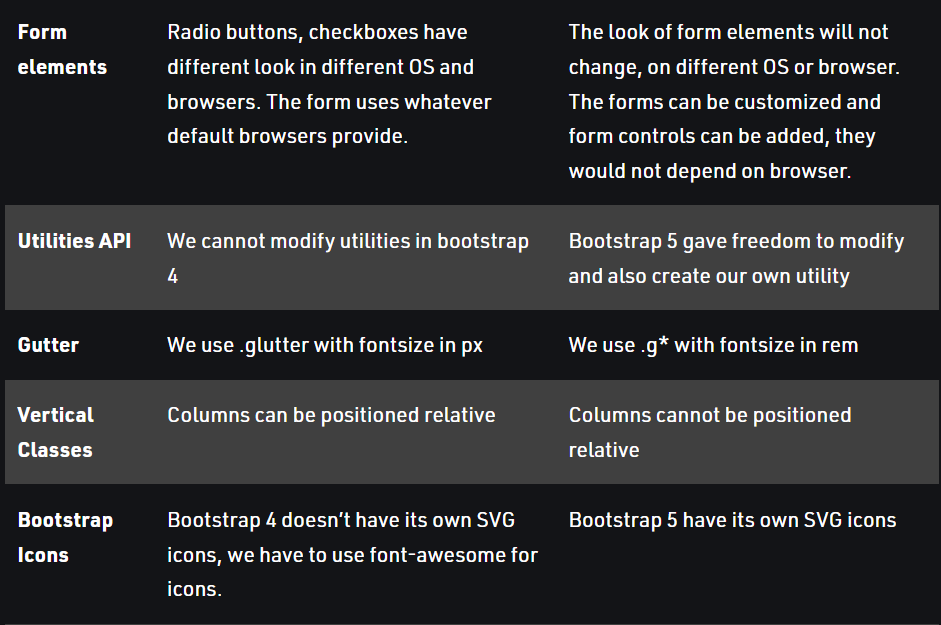 Form
elements
Radio buttons, checkboxes have
different look in different OS and
browsers. The form uses whatever
default browsers provide.
The look of form elements will not
change, on different OS or browser.
The forms can be customized and
form controls can be added, they
would not depend on browser.
Utilities API
We cannot modify utilities in bootstrap
4
Bootstrap 5 gave freedom to modify
and also create our own utility
Gutter
We use .glutter with fontsize in px
We use .g* with fontsize in rem
Vertical
Classes
Columns can be positioned relative
Columns cannot be positioned
relative
Bootstrap
Icons
Bootstrap 4 doesn’t have its own SVG
icons, we have to use font-awesome for
icons.
Bootstrap 5 have its own SVG icons